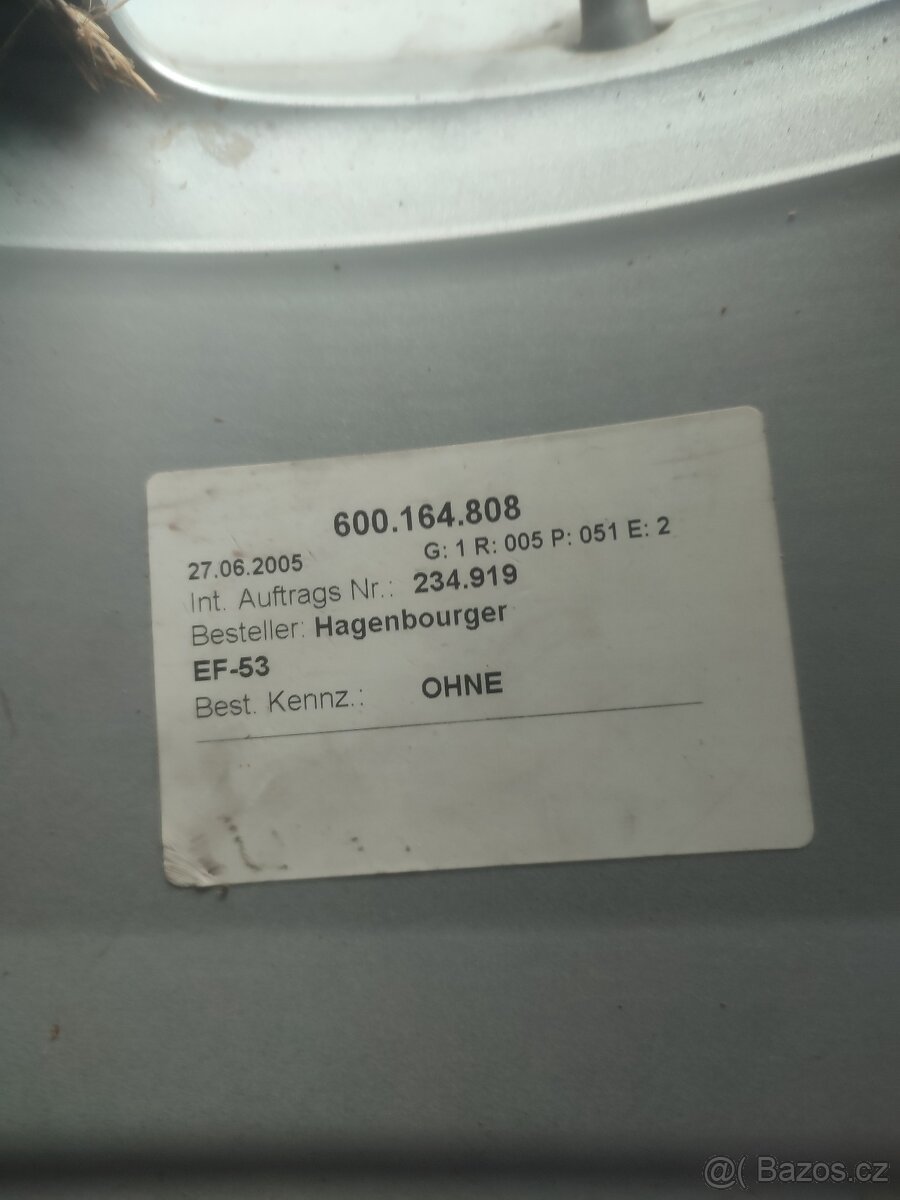 600.164.808
G: 1 R: 005 P: 051 E: 2
27.06.2005
Int. Auftrags Nr.: 234.919
Besteller: Hagenbourger
EF-53
Best. Kennz.: OHNE
@( Bazos.cz